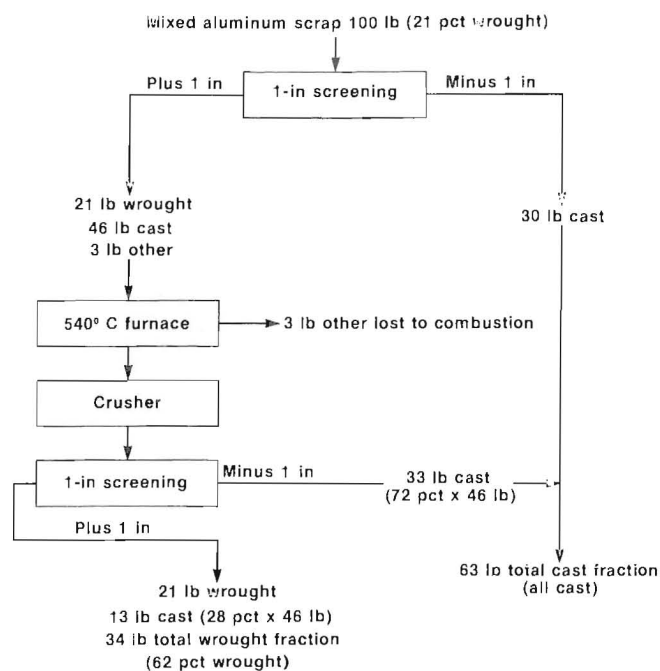 Mixed aluminum scrap 100 lb (21 pct wrought)
Plus 1 in
1-in screening
Minus 1 in
21 lb wrought
46 lb cast
3 lb other
30 lb cast
540° C furnace
3 lb other lost to combustion
Crusher
1-in screening
Minus 1 in
33 lb cast
(72 pct x 46 lb)
Plus 1 in
21 lb wrought
13 lb cast (28 pct x 46 lb)
34 lb total wrought fraction
(62 pct wrought)
63 lb total cast fraction
(all cast)